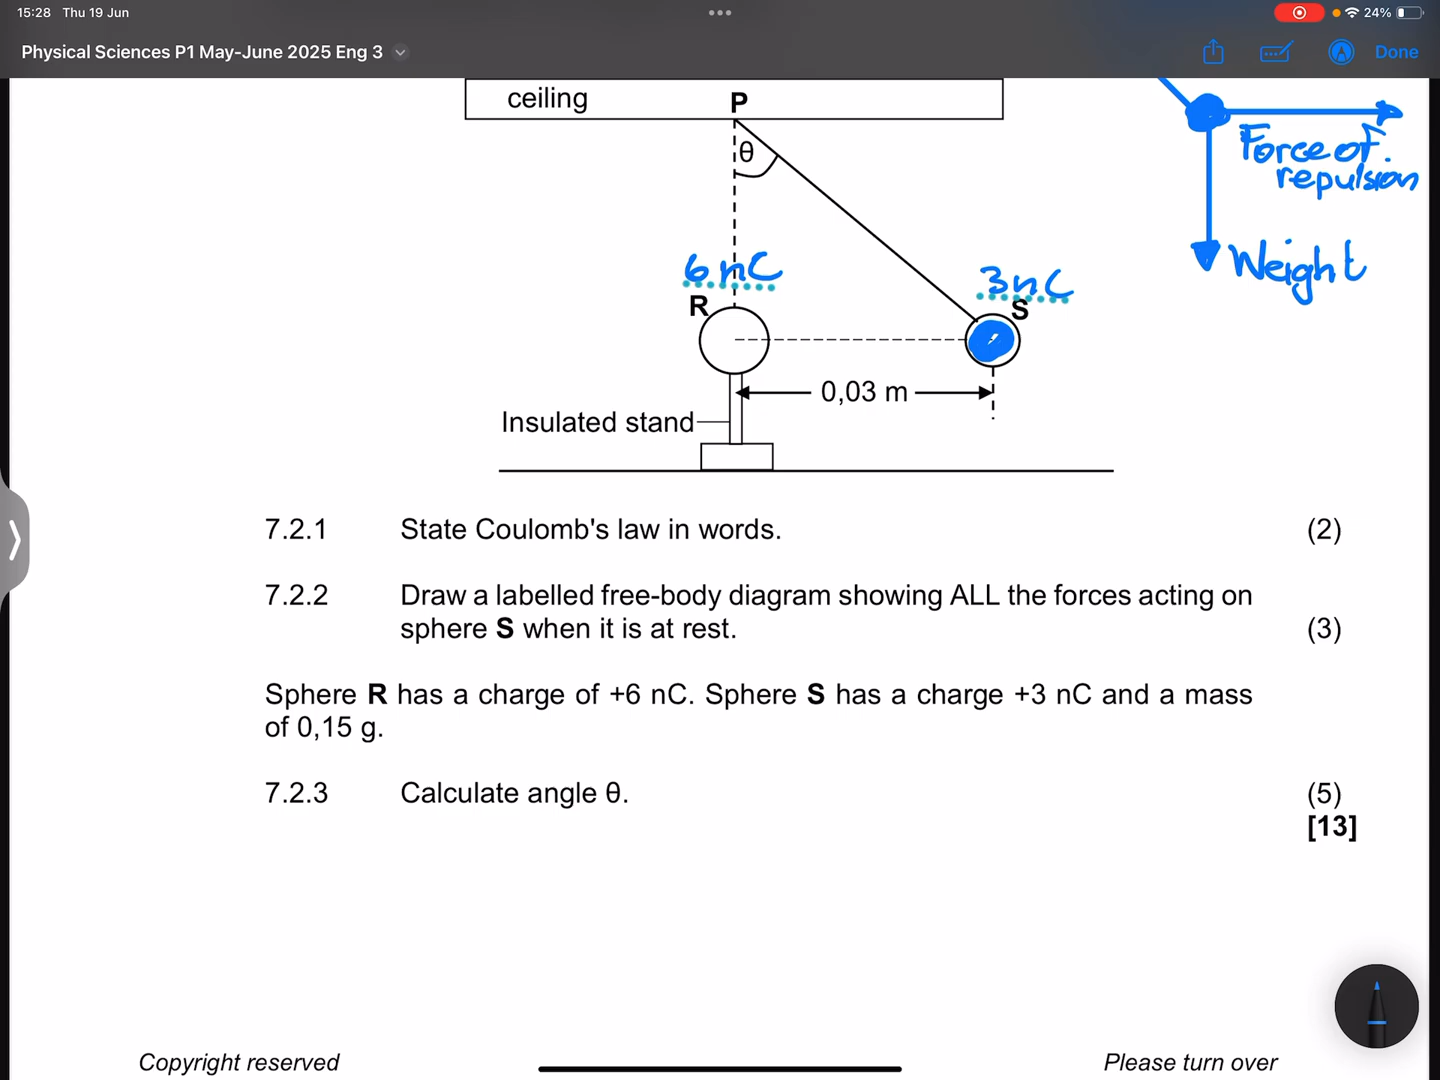 15:28 Thu 19 Jun
24%
Physical Sciences P1 May-June 2025 Eng 3
Done
ceiling
P
θ
Force of
repulsion
Weight
6 nC
3nC
R
S
0,03 m
Insulated stand
7.2.1 State Coulomb's law in words. (2)
7.2.2 Draw a labelled free-body diagram showing ALL the forces acting on
sphere S when it is at rest. (3)
Sphere R has a charge of +6 nC. Sphere S has a charge +3 nC and a mass
of 0,15 g.
7.2.3 Calculate angle θ. (5)
[13]
Copyright reserved
Please turn over